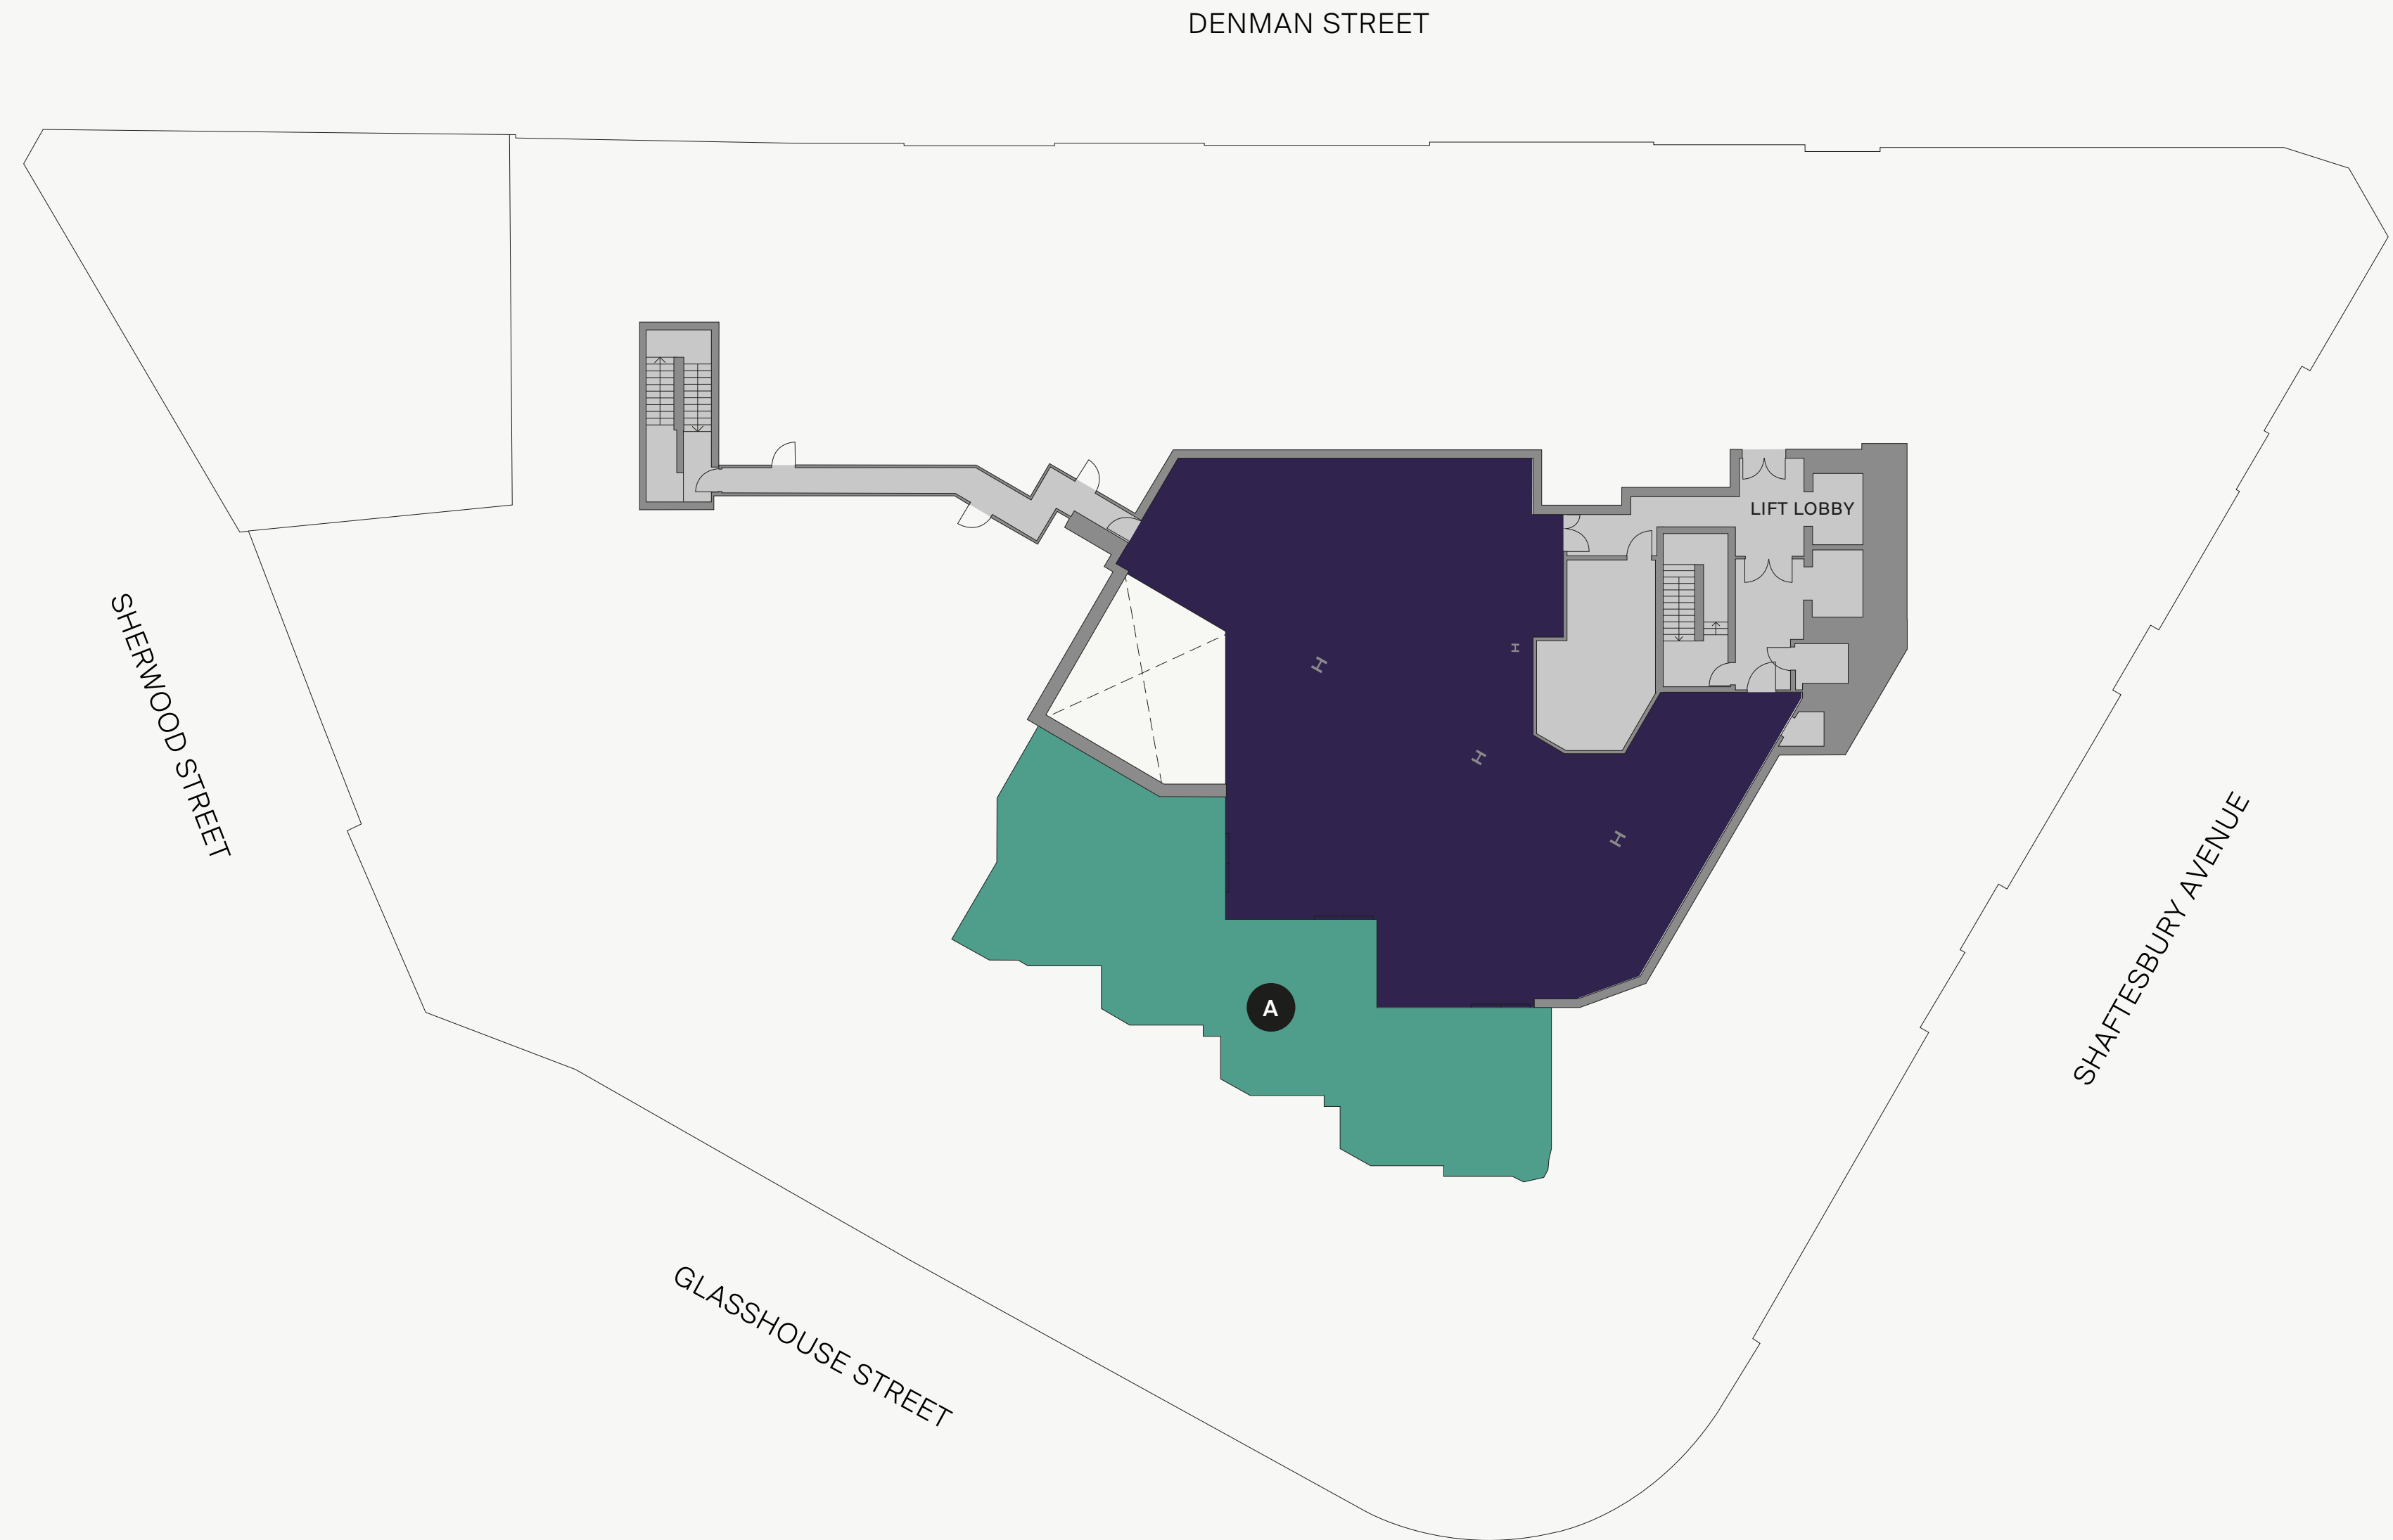 DENMAN STREET
LIFT LOBBY
SHERWOOD STREET
SHAFTESBURY AVENUE
A
GLASSHOUSE STREET